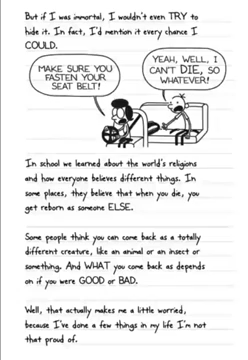 But if I was immortal, I wouldn't even TRY to
hide it. In fact, I'd mention it every chance I
COULD.
MAKE SURE YOU
FASTEN YOUR
SEAT BELT!
YEAH, WELL, I
CAN'T DIE, SO
WHATEVER!
In school we learned about the world's religions
and how everyone believes different things. In
some places, they believe that when you die, you
get reborn as someone ELSE.
Some people think you can come back as a totally
different creature, like an animal or an insect or
something. And WHAT you come back as depends
on if you were GOOD or BAD.
Well, that actually makes me a little worried,
because I've done a few things in my life I'm not
that proud of.